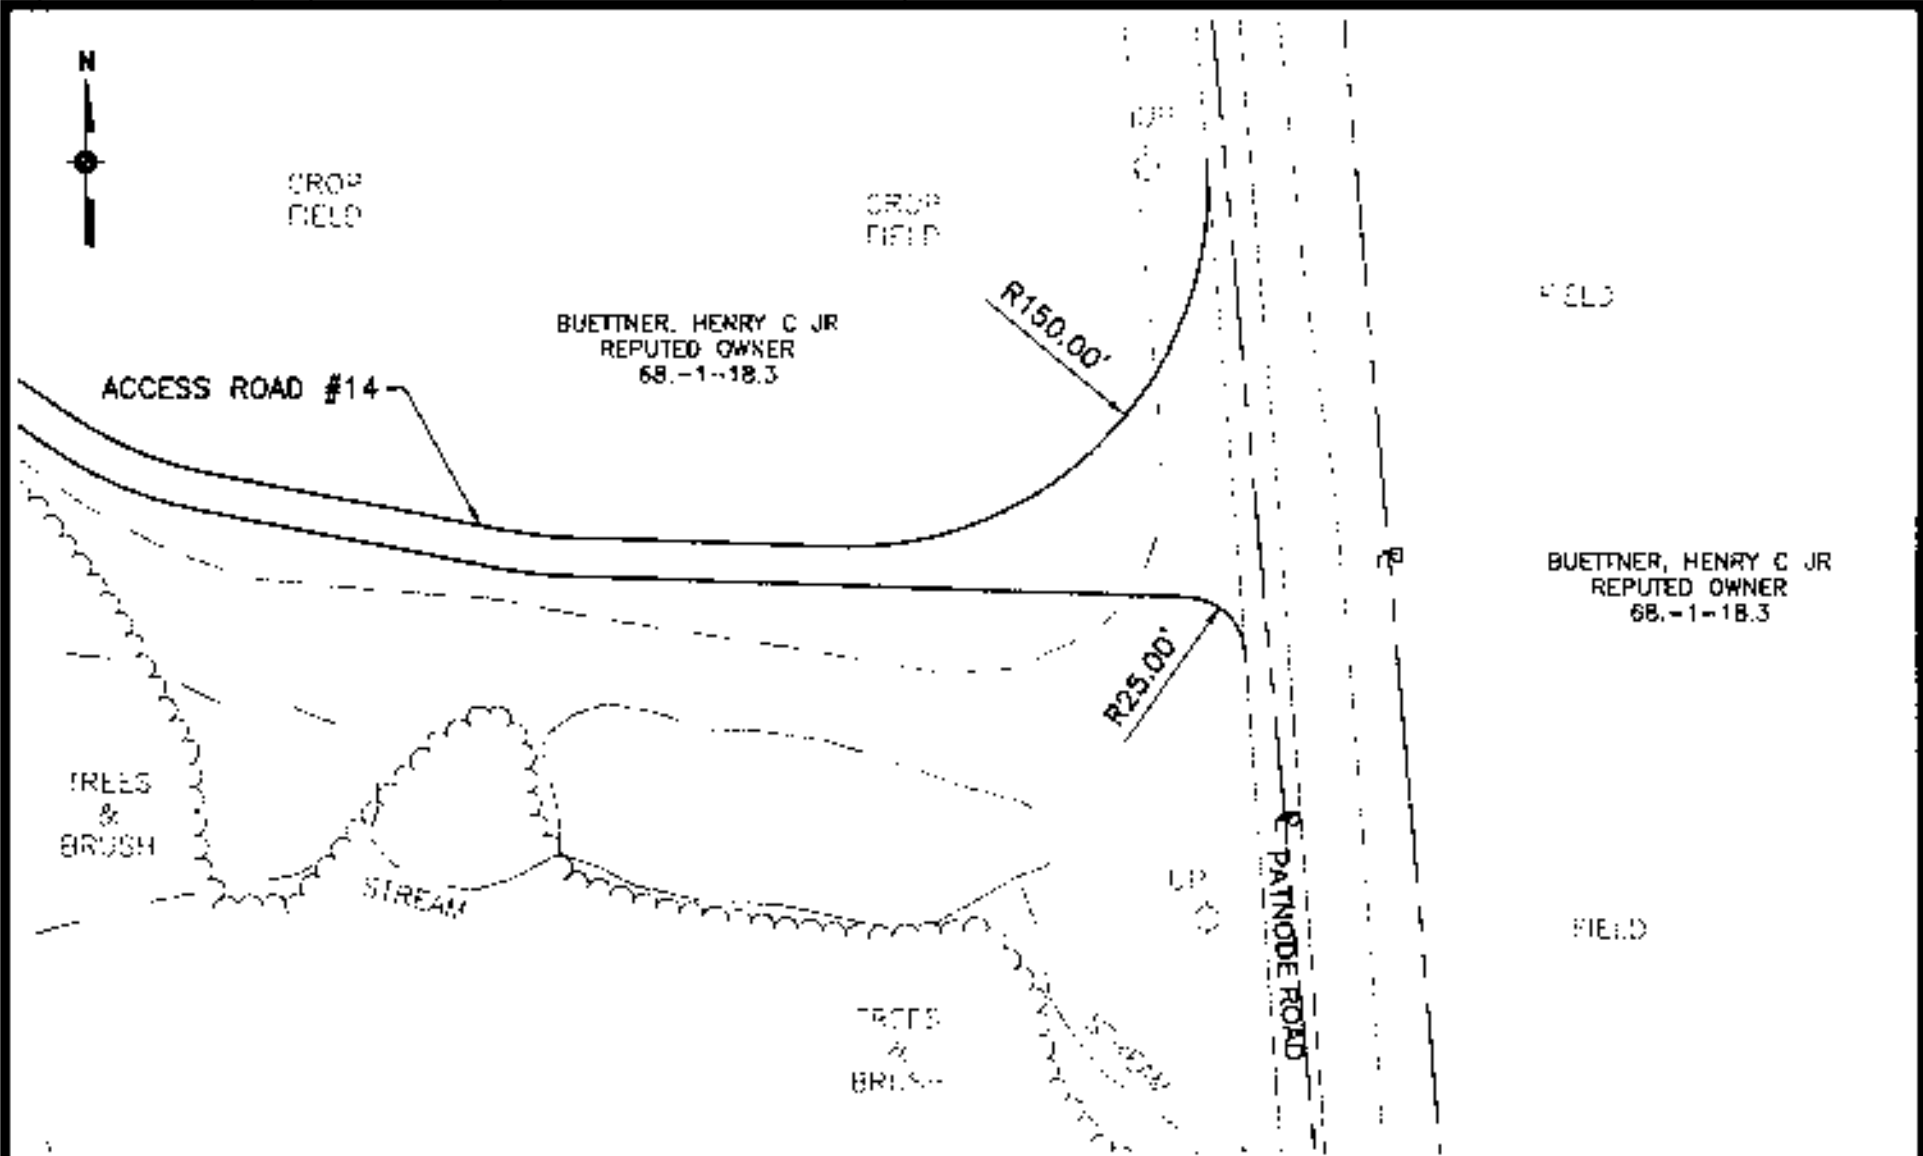 N
CROP
FIELD
CROP
FIELD
R150.00'
FIELD
BUETTNER, HENRY C JR
REPUTED OWNER
68.-1--18.3
ACCESS ROAD #14
BUETTNER, HENRY C JR
REPUTED OWNER
68.-1--18.3
R25.00'
TREES
&
BRUSH
STREAM
UP
PATNODE ROAD
FIELD
TREES
&
BRUSH
STREAM